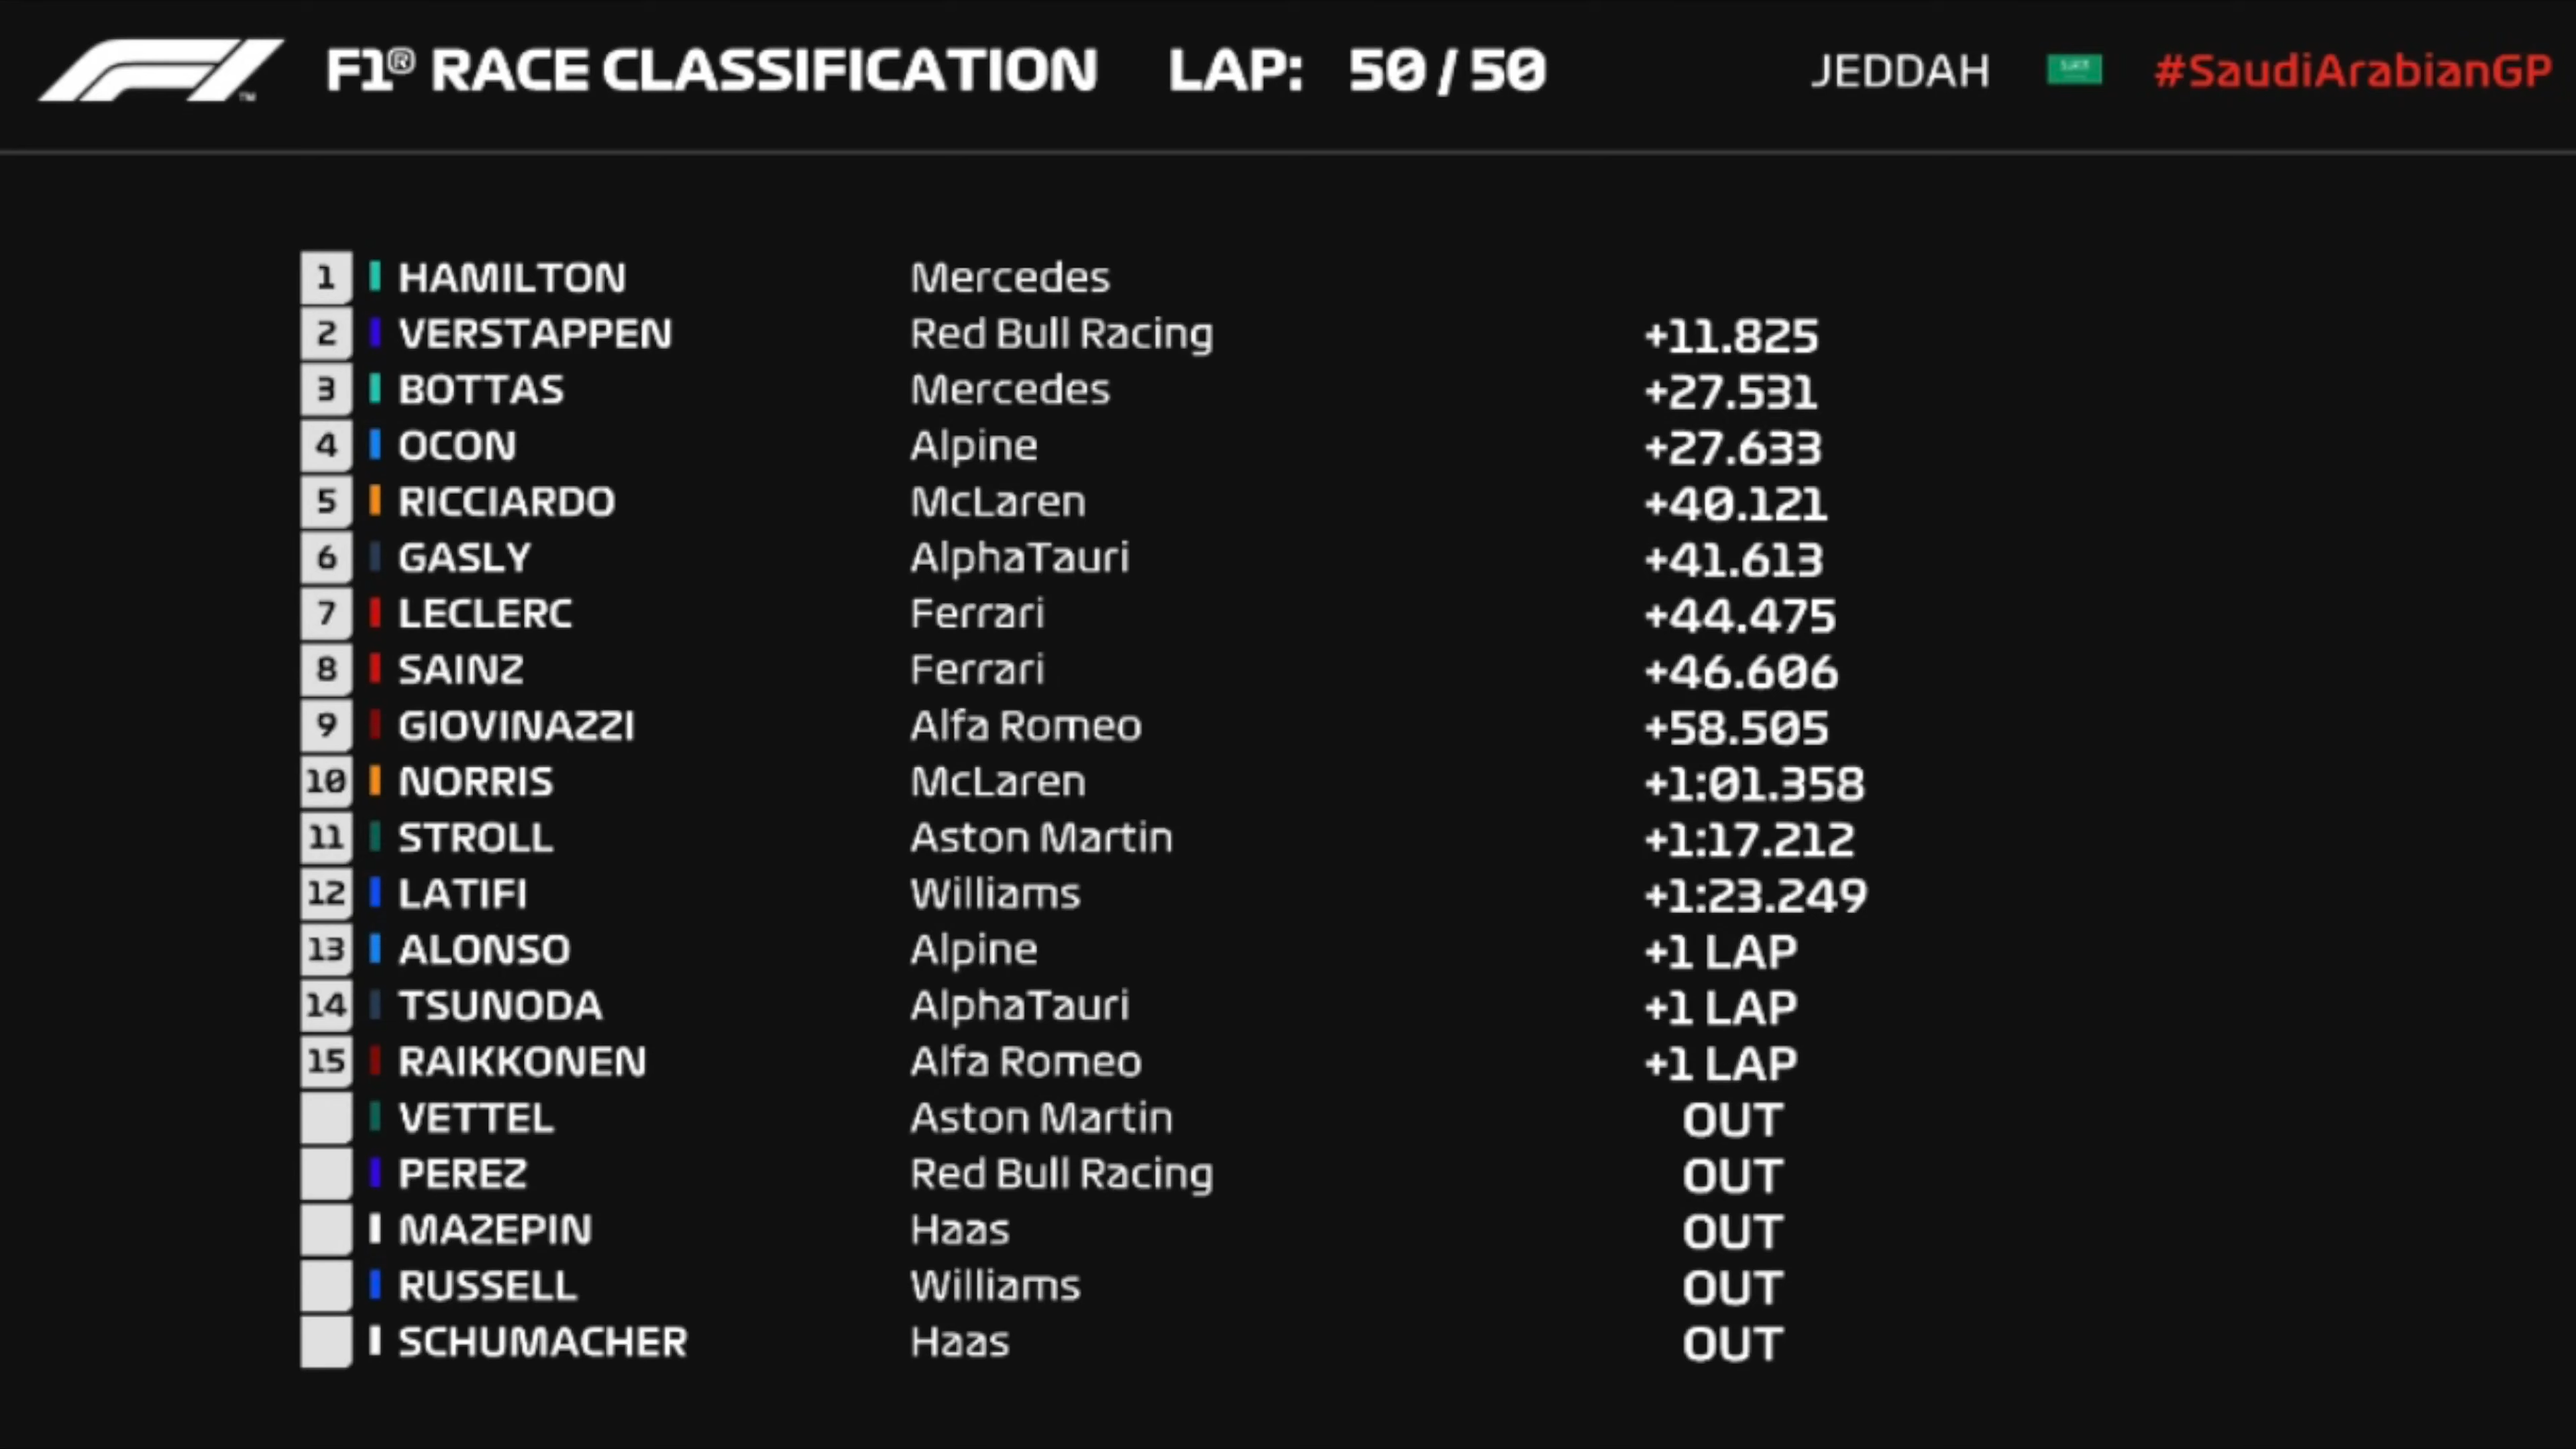 F1™ F1® RACE CLASSIFICATION LAP: 50/50 JEDDAH #SaudiArabianGP
1 HAMILTON Mercedes
2 VERSTAPPEN Red Bull Racing +11.825
3 BOTTAS Mercedes +27.531
4 OCON Alpine +27.633
5 RICCIARDO McLaren +40.121
6 GASLY AlphaTauri +41.613
7 LECLERC Ferrari +44.475
8 SAINZ Ferrari +46.606
9 GIOVINAZZI Alfa Romeo +58.505
10 NORRIS McLaren +1:01.358
11 STROLL Aston Martin +1:17.212
12 LATIFI Williams +1:23.249
13 ALONSO Alpine +1 LAP
14 TSUNODA AlphaTauri +1 LAP
15 RAIKKONEN Alfa Romeo +1 LAP
VETTEL Aston Martin OUT
PEREZ Red Bull Racing OUT
MAZEPIN Haas OUT
RUSSELL Williams OUT
SCHUMACHER Haas OUT